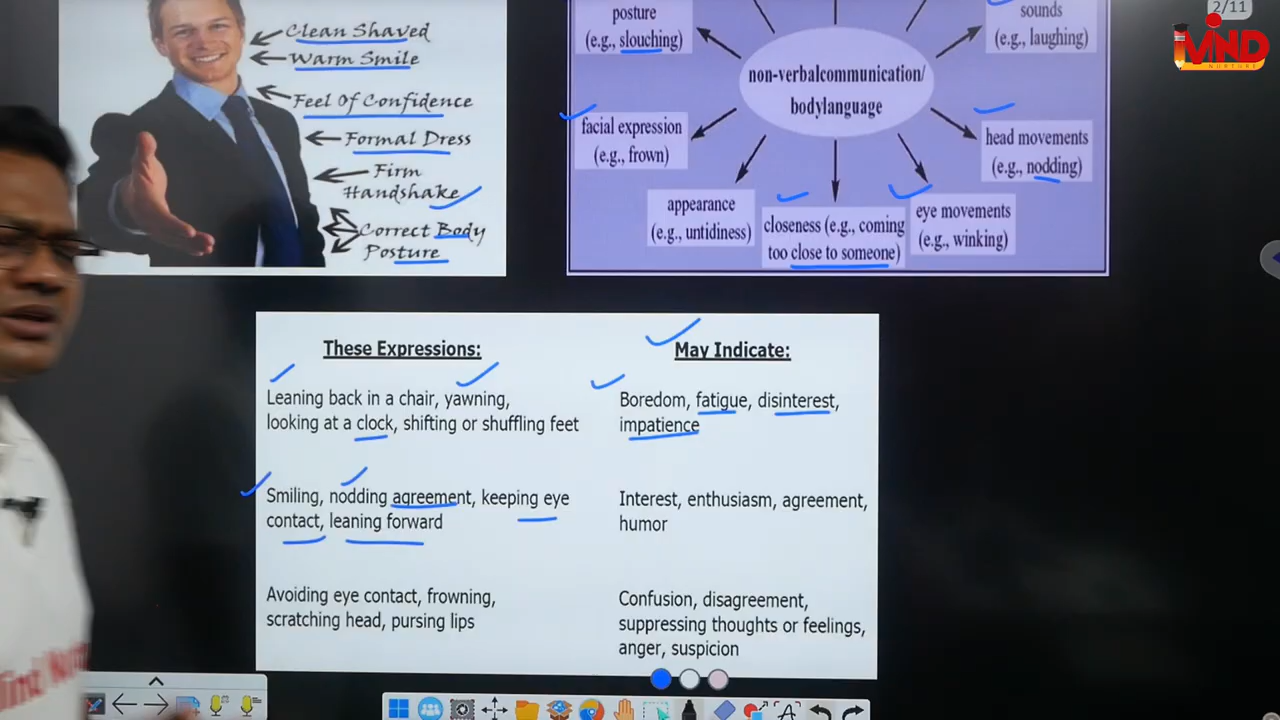 Clean Shaved
Warm Smile
Feel Of Confidence
Formal Dress
Firm
Handshake
Correct Body
Posture
posture
(e.g., slouching)
sounds
(e.g., laughing)
non-verbalcommunication/
bodylanguage
facial expression
(e.g., frown)
head movements
(e.g., nodding)
appearance
(e.g., untidiness)
closeness (e.g., coming
too close to someone)
eye movements
(e.g., winking)
2/11
MIND
NURTURE
These Expressions:
May Indicate:
Leaning back in a chair, yawning,
looking at a clock, shifting or shuffling feet
Boredom, fatigue, disinterest,
impatience
Smiling, nodding agreement, keeping eye
contact, leaning forward
Interest, enthusiasm, agreement,
humor
Avoiding eye contact, frowning,
scratching head, pursing lips
Confusion, disagreement,
suppressing thoughts or feelings,
anger, suspicion